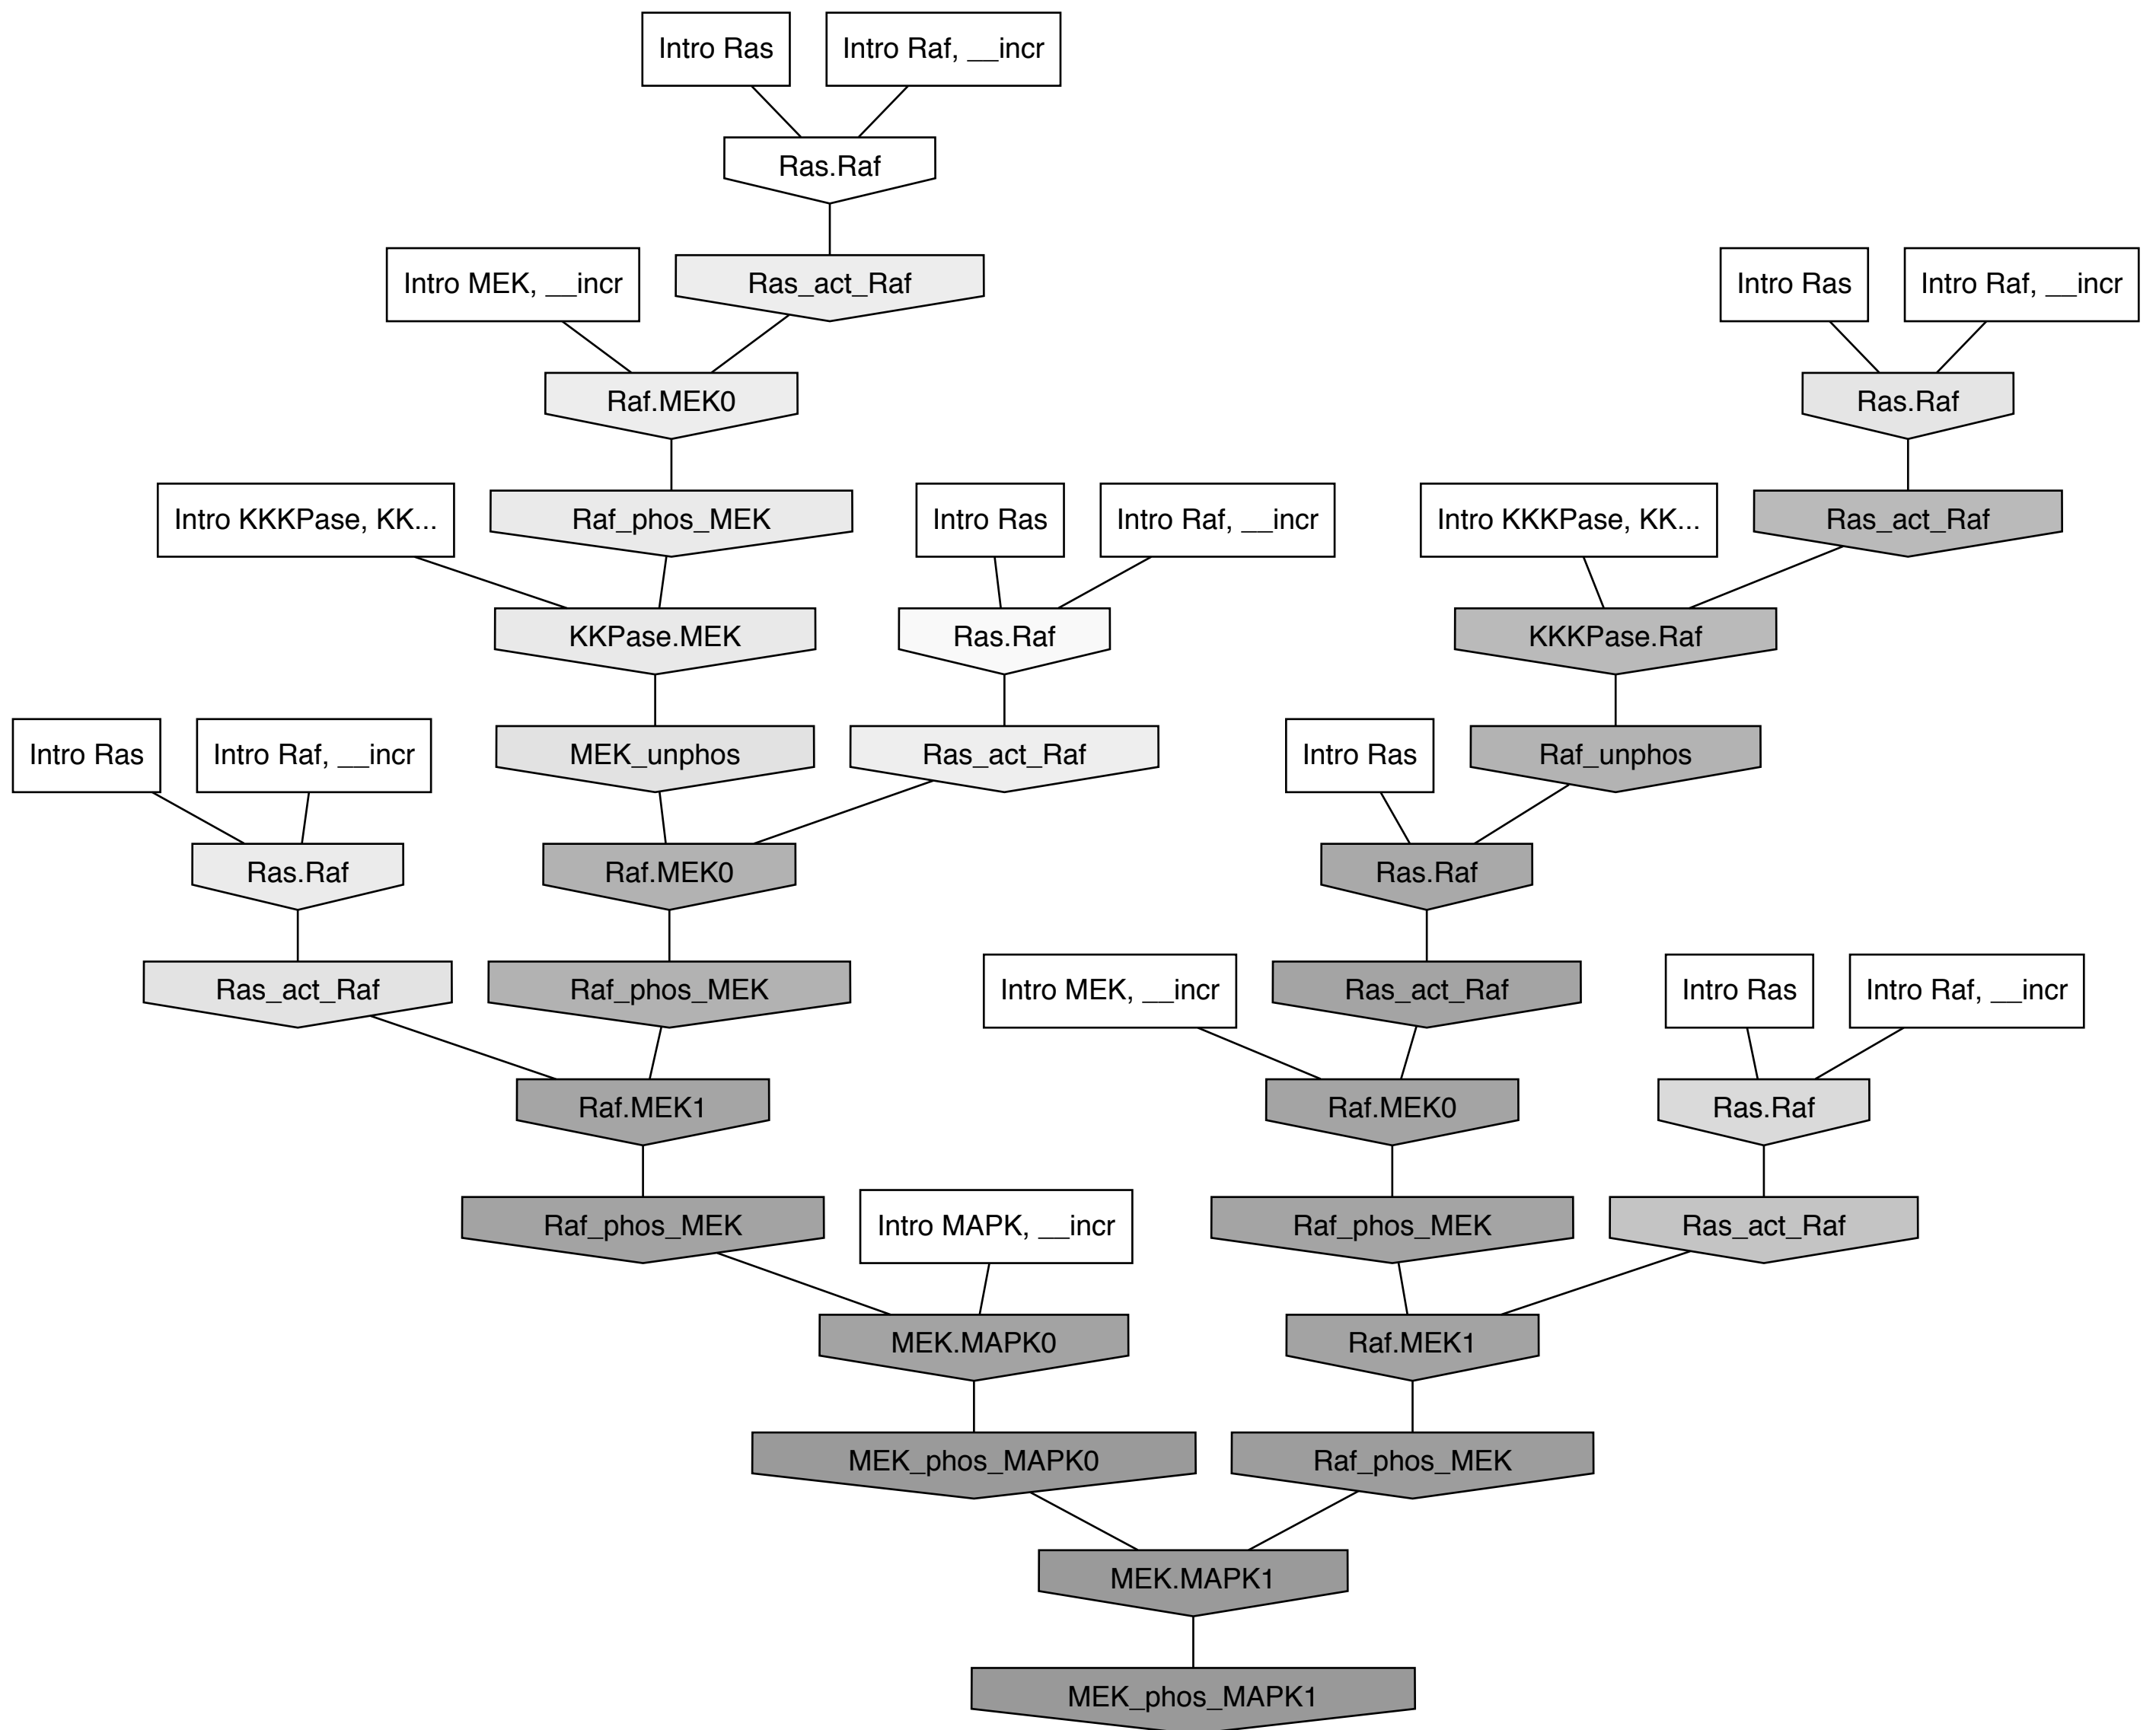 Intro Ras
Intro Raf, __incr
Ras.Raf
Intro MEK, __incr
Ras_act_Raf
Intro Ras
Intro Raf, __incr
Raf.MEK0
Ras.Raf
Intro KKKPase, KK...
Raf_phos_MEK
Intro Ras
Intro Raf, __incr
Intro KKKPase, KK...
Ras_act_Raf
KKPase.MEK
Ras.Raf
KKKPase.Raf
Intro Ras
Intro Raf, __incr
MEK_unphos
Ras_act_Raf
Intro Ras
Raf_unphos
Ras.Raf
Raf.MEK0
Ras.Raf
Ras_act_Raf
Raf_phos_MEK
Intro MEK, __incr
Ras_act_Raf
Intro Ras
Intro Raf, __incr
Raf.MEK1
Raf.MEK0
Ras.Raf
Raf_phos_MEK
Intro MAPK, __incr
Raf_phos_MEK
Ras_act_Raf
MEK.MAPK0
Raf.MEK1
MEK_phos_MAPK0
Raf_phos_MEK
MEK.MAPK1
MEK_phos_MAPK1